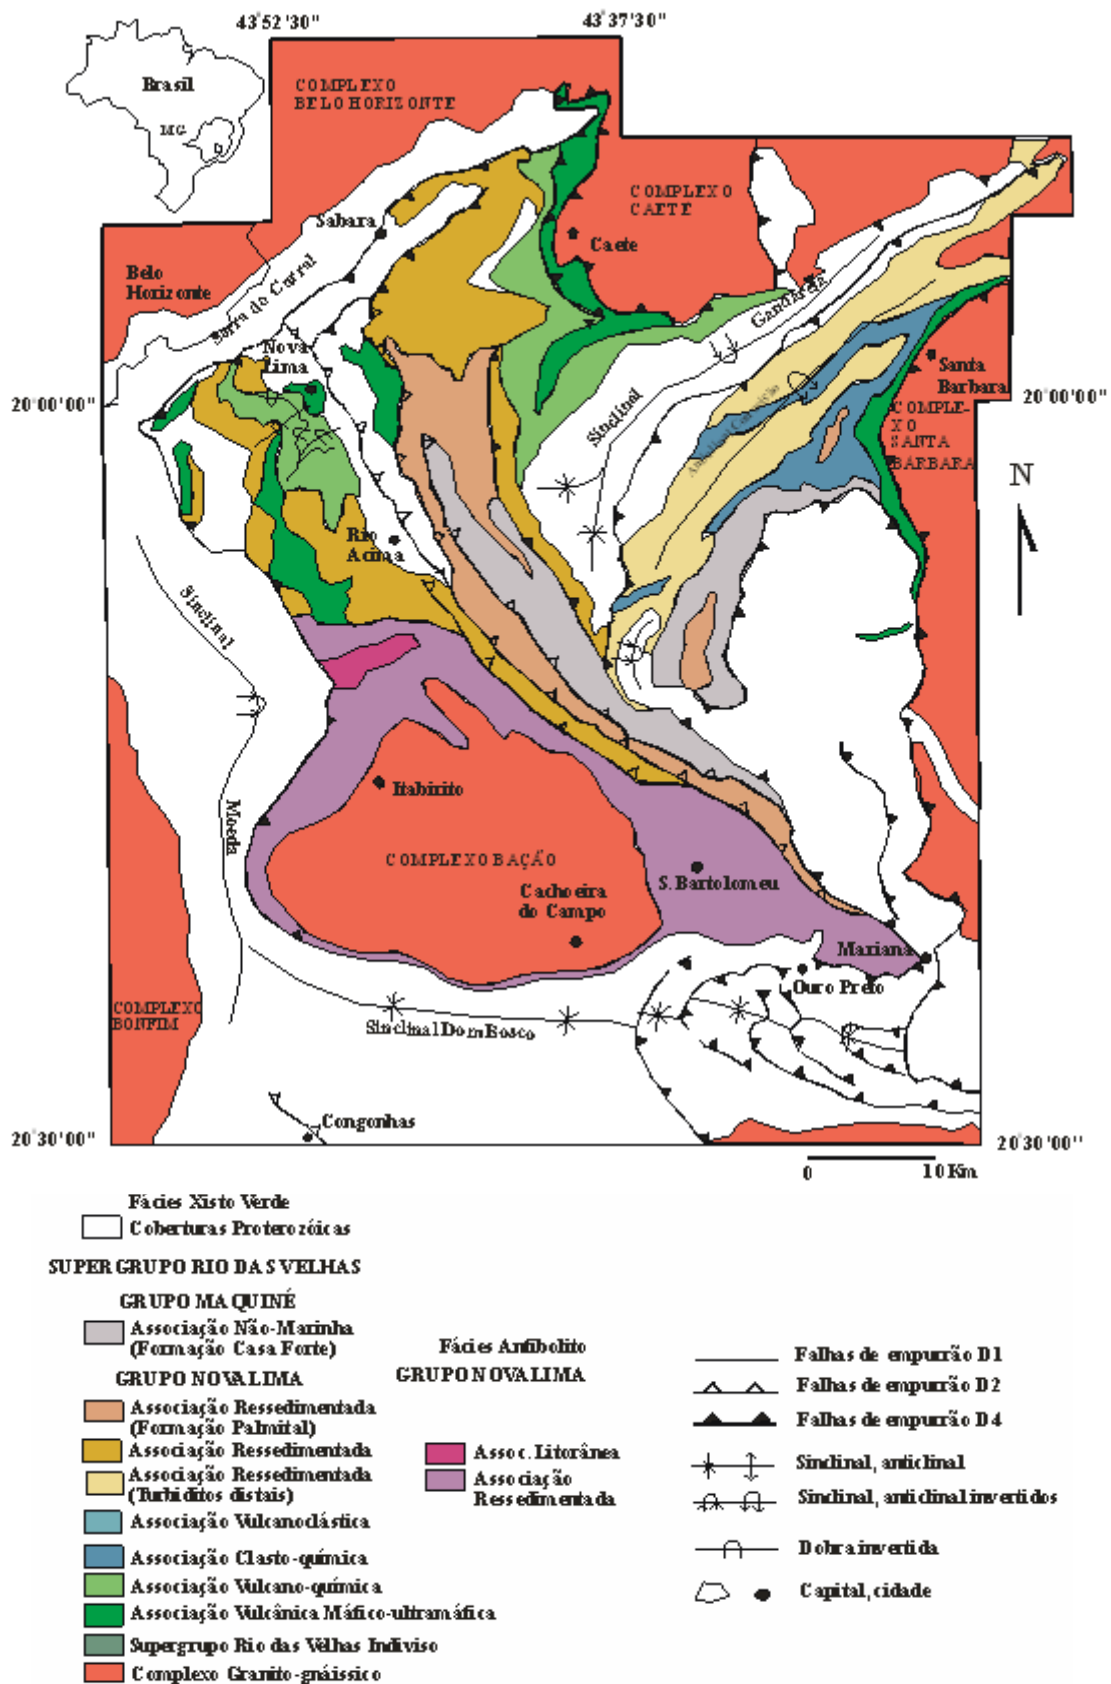 43°52'30"
43°37'30"
Brasil
MG
COMPLEXO
BELO HORIZONTE
COMPLEXO
CAETÉ
Sabara
Caete
Belo
Horizonte
Serra do Curral
Nova
Lima
Gandarela
Sinclinal
Anticlinal Conceição
Santa
Barbara
20°00'00"
20°00'00"
COMPLE-
XO
SANTA
BÁRBARA
N
Rio
Acima
Sinclinal
Moeda
Itabirito
COMPLEXO BAÇÃO
S. Bartolomeu
Cachoeira
do Campo
Mariana
Ouro Preto
COMPLEXO
BONFIM
Sinclinal Dom Bosco
Congonhas
20°30'00"
20°30'00"
0 10 Km
Fácies Xisto Verde
Coberturas Proterozóicas
SUPERGRUPO RIO DAS VELHAS
GRUPO MAQUINÉ
Associação Não-Marinha
(Formação Casa Forte)
GRUPO NOVA LIMA
Associação Ressedimentada
(Formação Palmital)
Associação Ressedimentada
Associação Ressedimentada
(Turbiditos distais)
Associação Vulcanoclástica
Associação Clasto-química
Associação Vulcano-química
Associação Vulcânica Máfico-ultramáfica
Supergrupo Rio das Velhas Indiviso
Complexo Granito-gnáissico
Fácies Anfibolito
GRUPO NOVA LIMA
Assoc. Litorânea
Associação
Ressedimentada
Falhas de empurrão D1
Falhas de empurrão D2
Falhas de empurrão D4
Sinclinal, anticlinal
Sinclinal, anticlinal invertidos
Dobra invertida
Capital, cidade